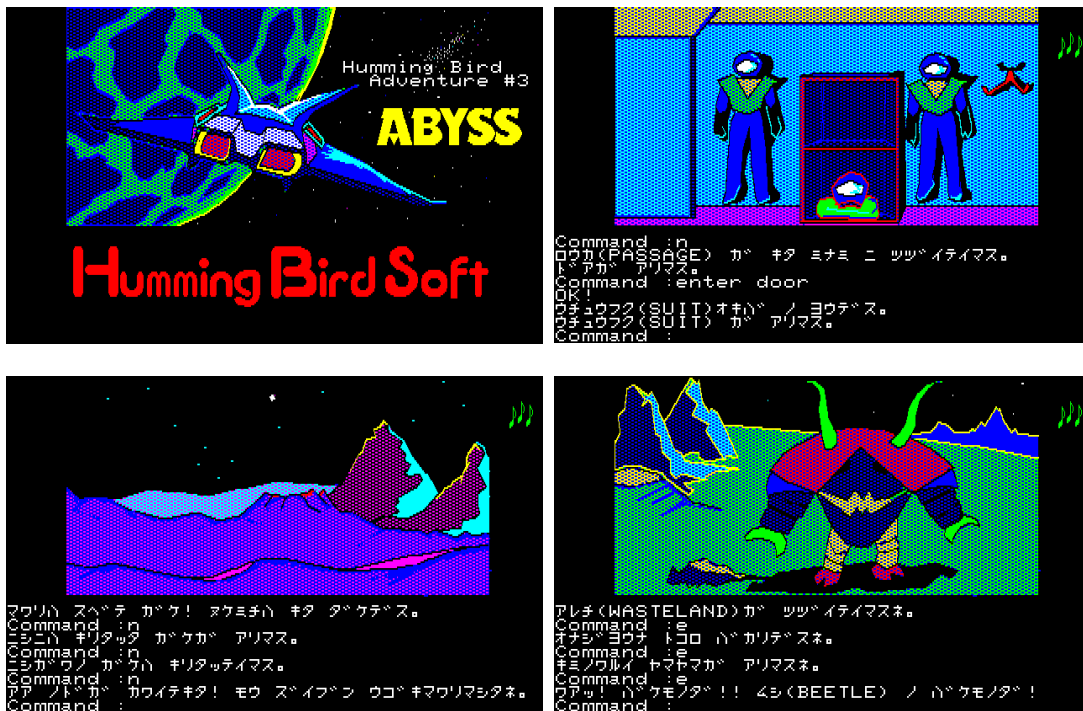 Humming Bird
Adventure #3
ABYSS
Humming Bird Soft
Command :n
ロウカ(PASSAGE) ガ キタ ミナミ ニ ツヅイテイマス。
ドアガ アリマス。
Command :enter door
OK!
ウチュウフク(SUIT)オキバ ノ ヨウデス。
ウチュウフク(SUIT) ガ アリマス。
Command :
マワリハ スベテ ガケ! ヌケミチハ キタ ダケデス。
Command :n
ニシニハ キリタッタ ガケガ アリマス。
Command :n
ニシガワノ ガケハ キリタッテイマス。
Command :n
アア ノドガ カワイテキタ! モウ ズイブン ウゴキマワリマシタネ。
Command :
アレチ(WASTELAND)ガ ツヅイテイマスネ。
Command :e
オナジヨウナ トコロ バカリデスネ。
Command :e
キミノワルイ ヤマヤマガ アリマスネ。
Command :e
ウアッ! バケモノダ!! ムシ(BEETLE) ノ バケモノダ!
Command :